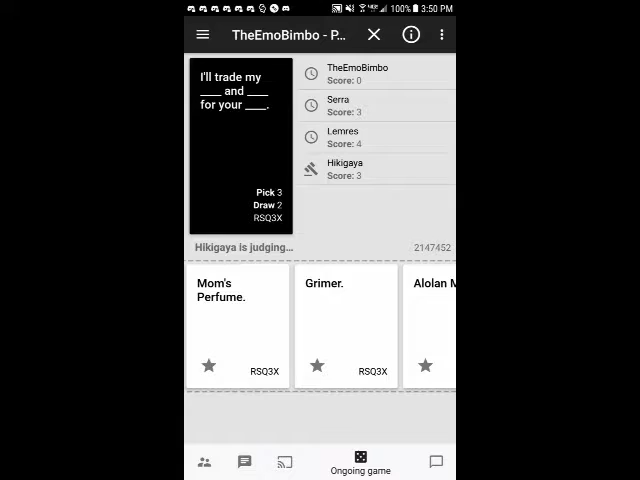 100% 3:50 PM
TheEmoBimbo - P...
I'll trade my
____ and ____
for your ____.
Pick 3
Draw 2
RSQ3X
TheEmoBimbo
Score: 0
Serra
Score: 3
Lemres
Score: 4
Hikigaya
Score: 3
Hikigaya is judging...
2147452
Mom's
Perfume.
RSQ3X
Grimer.
RSQ3X
Alolan M
Ongoing game